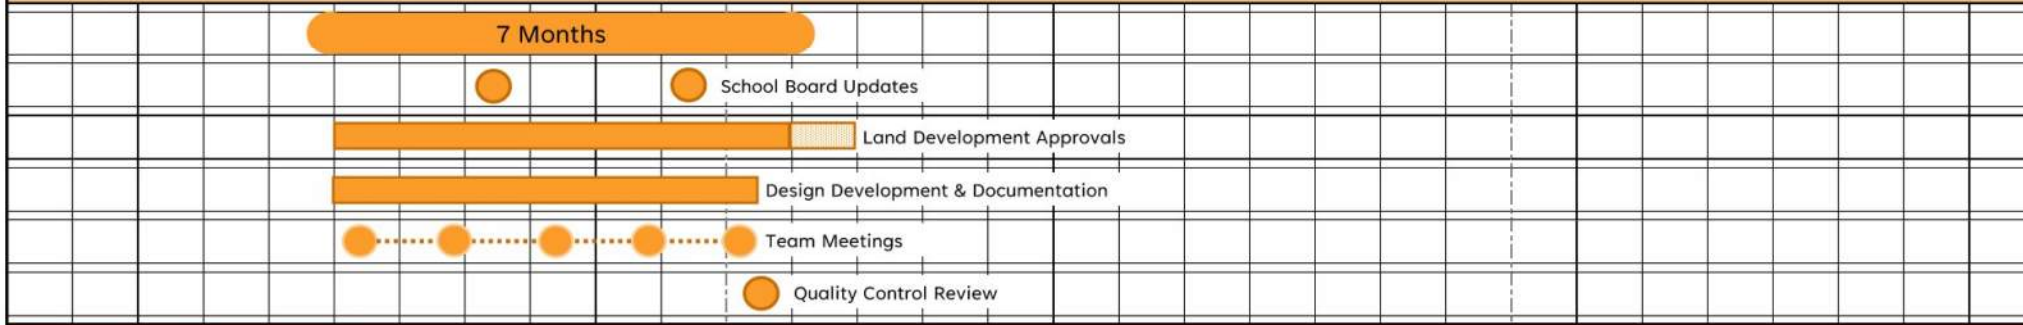 7 Months
School Board Updates
Land Development Approvals
Design Development & Documentation
Team Meetings
Quality Control Review